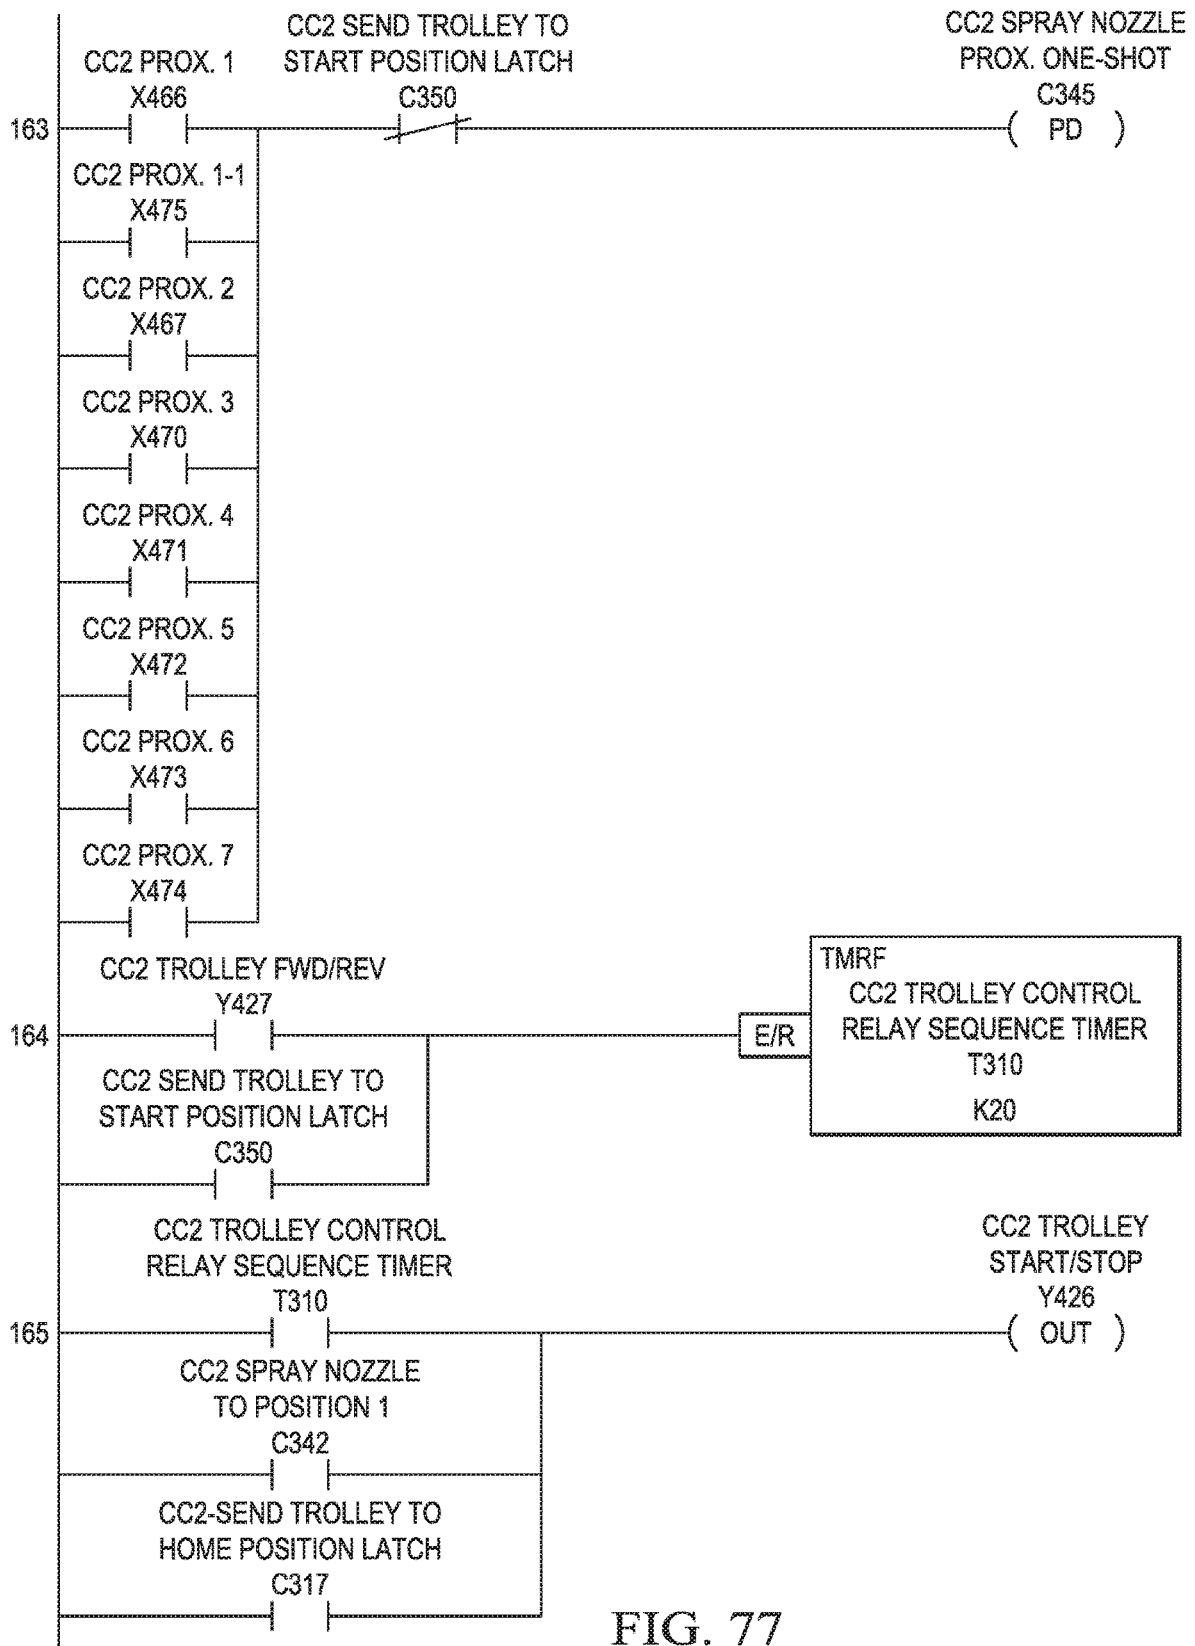 CC2 SEND TROLLEY TO
START POSITION LATCH
C350
CC2 SPRAY NOZZLE
PROX. ONE-SHOT
C345
( PD )
CC2 PROX. 1
X466
163
CC2 PROX. 1-1
X475
CC2 PROX. 2
X467
CC2 PROX. 3
X470
CC2 PROX. 4
X471
CC2 PROX. 5
X472
CC2 PROX. 6
X473
CC2 PROX. 7
X474
CC2 TROLLEY FWD/REV
Y427
164
E/R
TMRF
CC2 TROLLEY CONTROL
RELAY SEQUENCE TIMER
T310
K20
CC2 SEND TROLLEY TO
START POSITION LATCH
C350
CC2 TROLLEY CONTROL
RELAY SEQUENCE TIMER
T310
165
CC2 TROLLEY
START/STOP
Y426
( OUT )
CC2 SPRAY NOZZLE
TO POSITION 1
C342
CC2-SEND TROLLEY TO
HOME POSITION LATCH
C317
FIG. 77